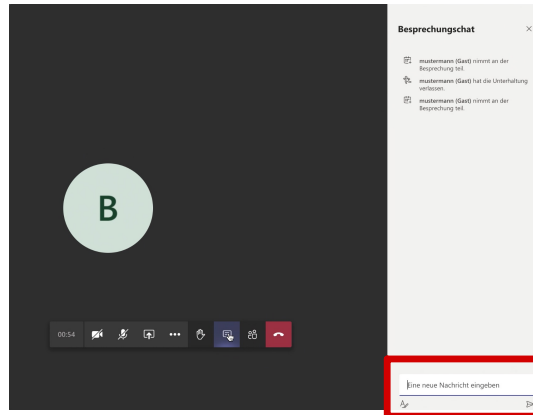 Besprechungschat
mustermann (Gast) nimmt an der
Besprechung teil.
mustermann (Gast) hat die Unterhaltung
verlassen.
mustermann (Gast) nimmt an der
Besprechung teil.
B
00:54
Eine neue Nachricht eingeben